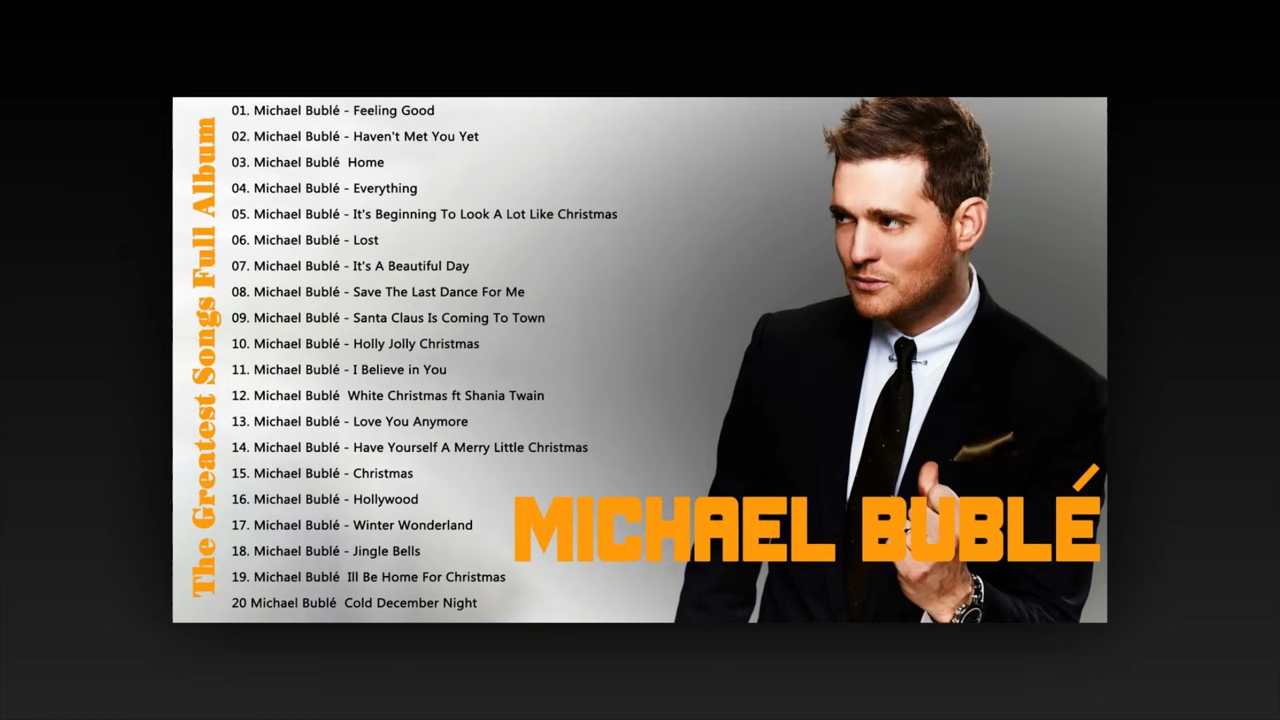 The Greatest Songs Full Album
01. Michael Bublé - Feeling Good
02. Michael Bublé - Haven't Met You Yet
03. Michael Bublé  Home
04. Michael Bublé - Everything
05. Michael Bublé - It's Beginning To Look A Lot Like Christmas
06. Michael Bublé - Lost
07. Michael Bublé - It's A Beautiful Day
08. Michael Bublé - Save The Last Dance For Me
09. Michael Bublé - Santa Claus Is Coming To Town
10. Michael Bublé - Holly Jolly Christmas
11. Michael Bublé - I Believe in You
12. Michael Bublé  White Christmas ft Shania Twain
13. Michael Bublé - Love You Anymore
14. Michael Bublé - Have Yourself A Merry Little Christmas
15. Michael Bublé - Christmas
16. Michael Bublé - Hollywood
17. Michael Bublé - Winter Wonderland
18. Michael Bublé - Jingle Bells
19. Michael Bublé  Ill Be Home For Christmas
20 Michael Bublé  Cold December Night
MICHAEL BUBLÉ